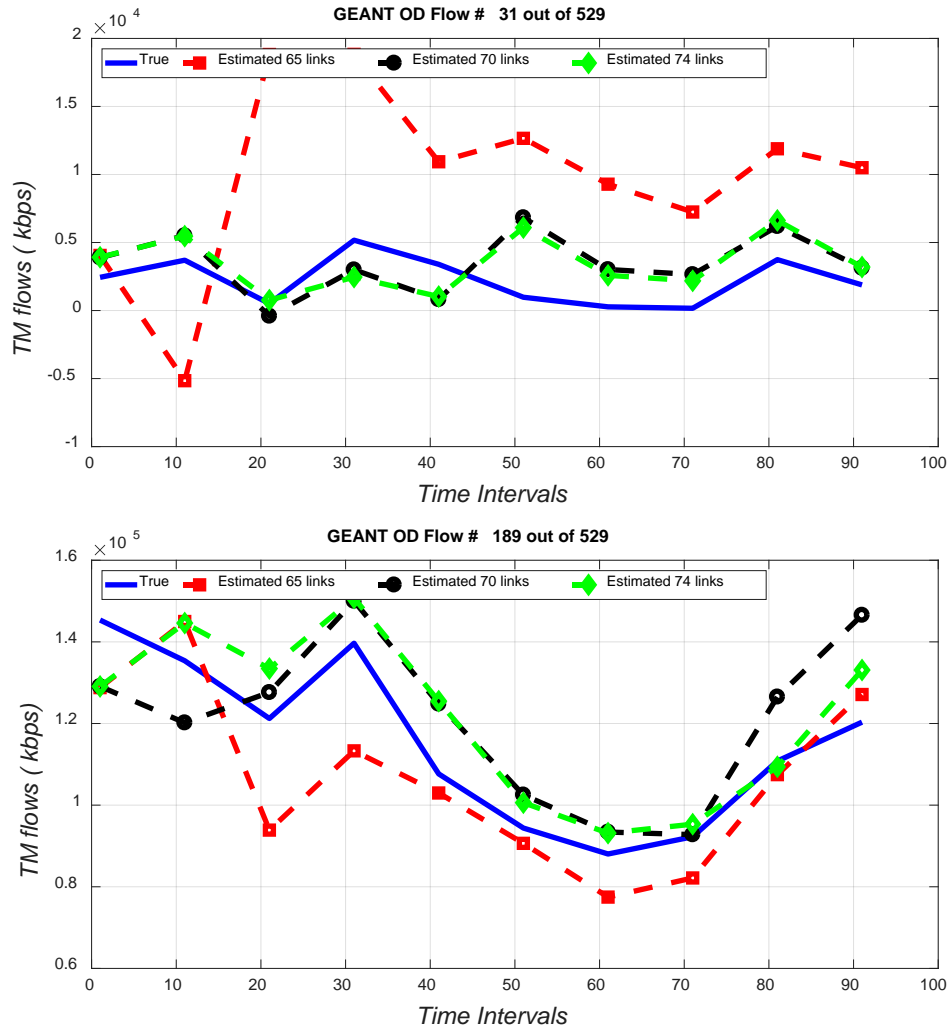 GEANT OD Flow # 31 out of 529
× 10 4
True Estimated 65 links Estimated 70 links Estimated 74 links
2
1.5
1
0.5
0
-0.5
-1
TM flows ( kbps)
0 10 20 30 40 50 60 70 80 90 100
Time Intervals
GEANT OD Flow # 189 out of 529
× 10 5
True Estimated 65 links Estimated 70 links Estimated 74 links
1.6
1.4
1.2
1
0.8
0.6
TM flows ( kbps)
0 10 20 30 40 50 60 70 80 90 100
Time Intervals